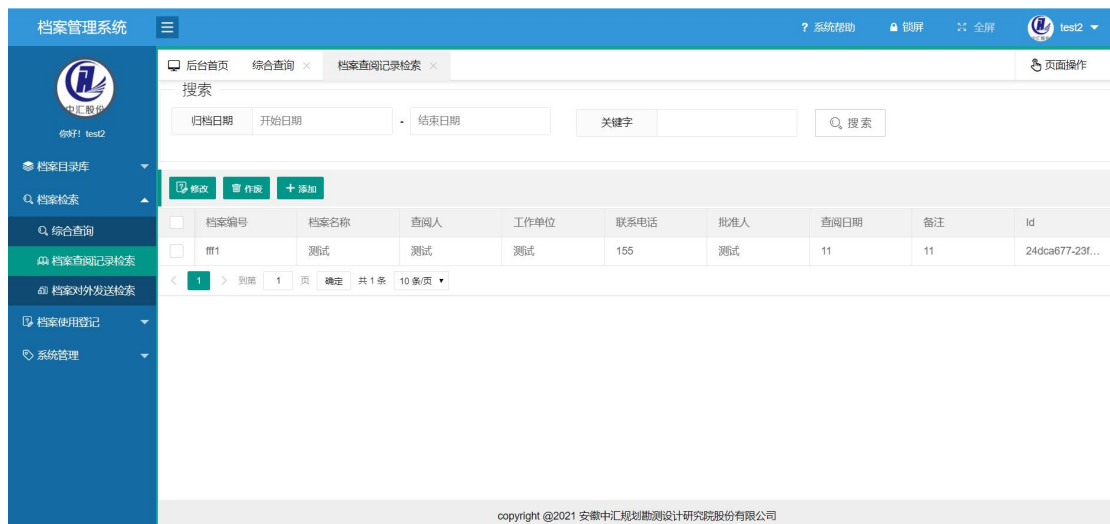 档案管理系统
? 系统帮助 锁屏 全屏 test2
中汇股份
你好！test2
档案目录库
档案检索
综合查询
档案查阅记录检索
档案对外发送检索
档案使用登记
系统管理
后台首页 综合查询 × 档案查阅记录检索 × 页面操作
搜索
归档日期 开始日期 - 结束日期 关键字 搜索
修改 作废 + 添加
档案编号 档案名称 查阅人 工作单位 联系电话 批准人 查阅日期 备注 Id
fff1 测试 测试 测试 155 测试 11 11 24dca677-23f...
< 1 > 到第 1 页 确定 共 1 条 10 条/页
copyright @2021 安徽中汇规划勘测设计研究院股份有限公司